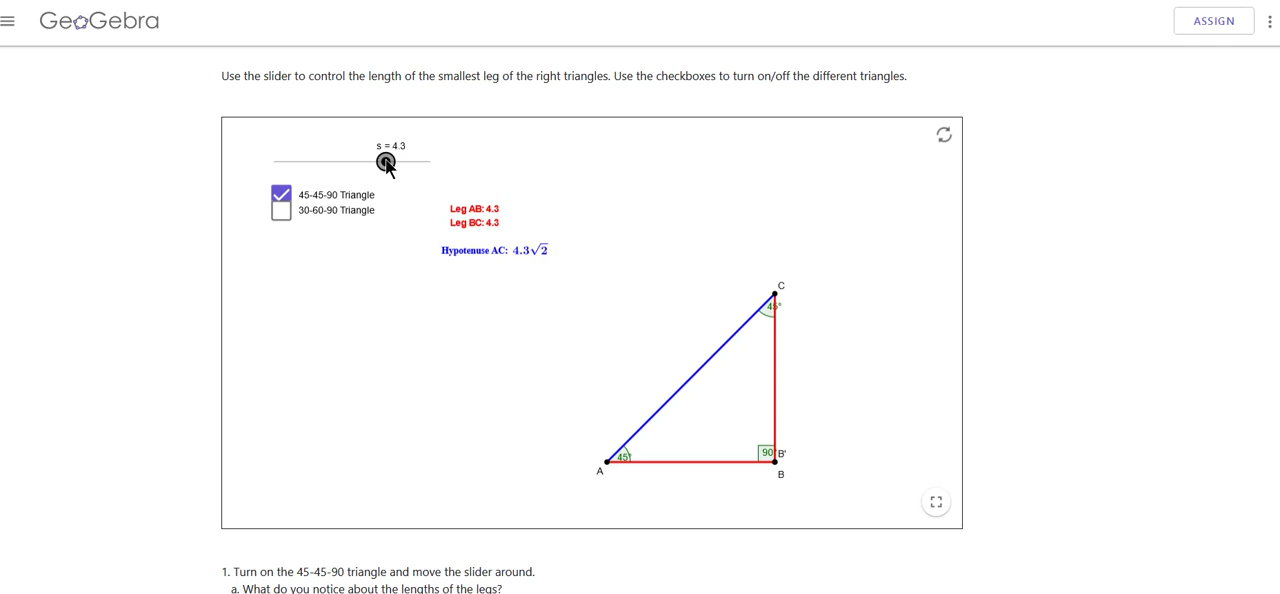 GeoGebra
ASSIGN
Use the slider to control the length of the smallest leg of the right triangles. Use the checkboxes to turn on/off the different triangles.
s = 4.3
45-45-90 Triangle
30-60-90 Triangle
Leg AB: 4.3
Leg BC: 4.3
Hypotenuse AC: 4.3√2
C
45°
45°
90°
B'
A
B
1. Turn on the 45-45-90 triangle and move the slider around.
a. What do you notice about the lengths of the legs?